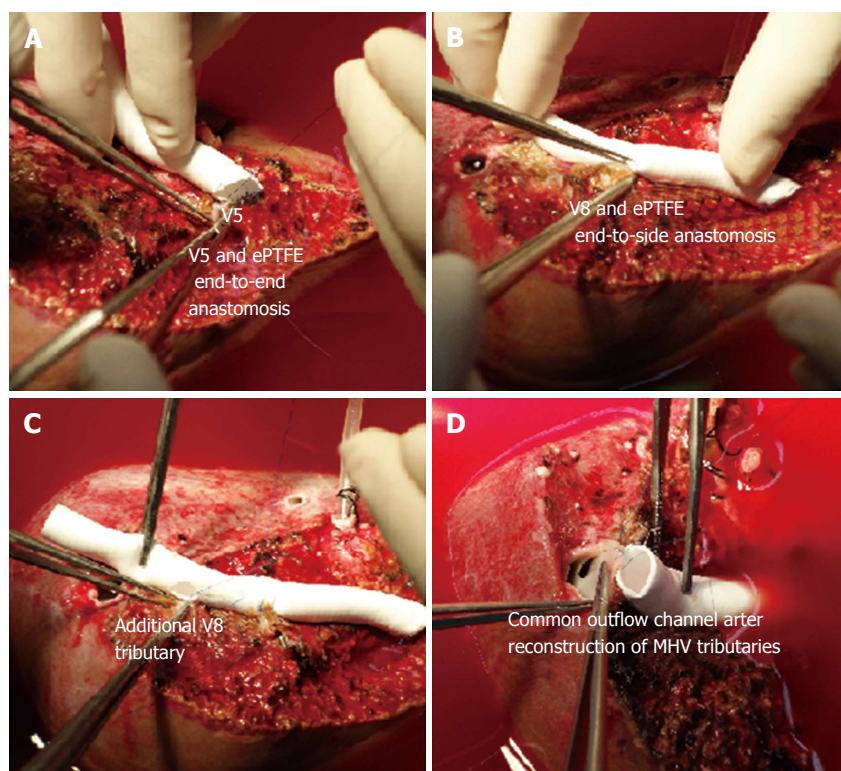 A
V5
V5 and ePTFE
end-to-end
anastomosis
B
V8 and ePTFE
end-to-side anastomosis
C
Additional V8
tributary
D
Common outflow channel arter
reconstruction of MHV tributaries